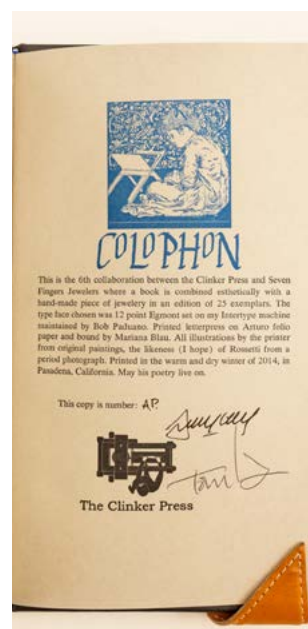 COLOPHON
This is the 6th collaboration between the Clinker Press and Seven
Fingers Jewelers where a book is combined esthetically with a
hand-made piece of jewelery in an edition of 25 exemplars. The
type face chosen was 12 point Egmont set on my Intertype machine
maintained by Bob Paduano. Printed letterpress on Arturo folio
paper and bound by Mariana Blau. All illustrations by the printer
from original paintings, the likeness (I hope) of Rossetti from a
period photograph. Printed in the warm and dry winter of 2014, in
Pasadena, California. May his poetry live on.
This copy is number: A.P.
The Clinker Press